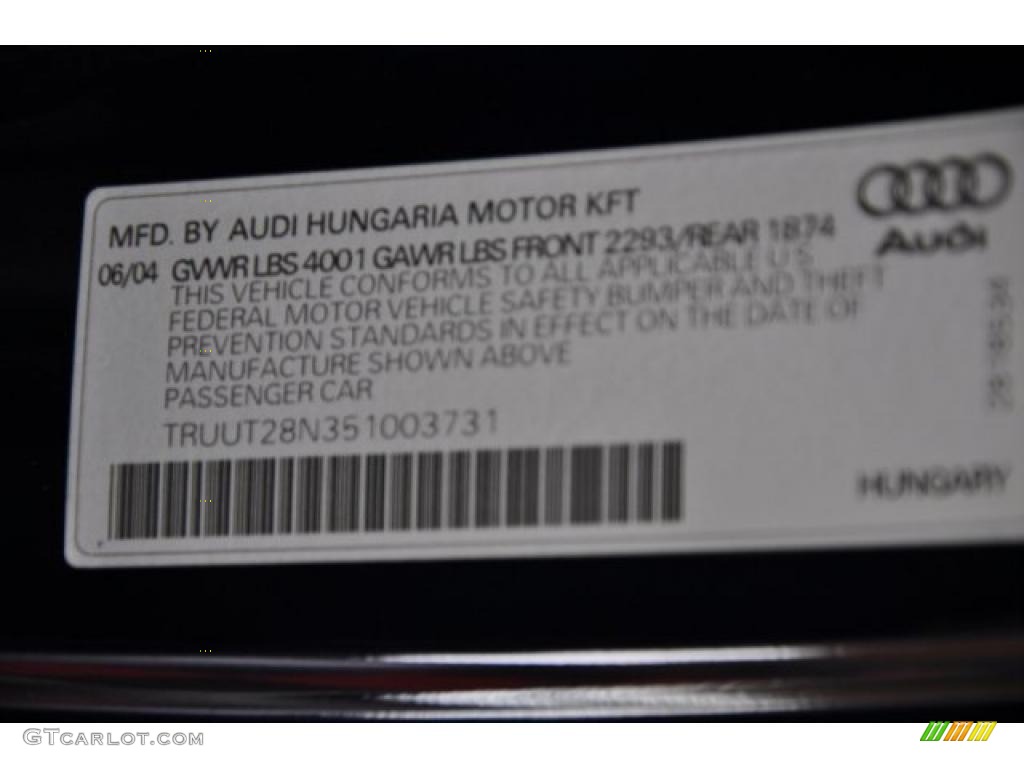 MFD. BY AUDI HUNGARIA MOTOR KFT
06/04 GVWR LBS 4001 GAWR LBS FRONT 2293/REAR 1874
THIS VEHICLE CONFORMS TO ALL APPLICABLE U S
FEDERAL MOTOR VEHICLE SAFETY BUMPER AND THEFT
PREVENTION STANDARDS IN EFFECT ON THE DATE OF
MANUFACTURE SHOWN ABOVE
PASSENGER CAR
TRUUT28N351003731
Audi
HUNGARY
GTCARLOT.COM